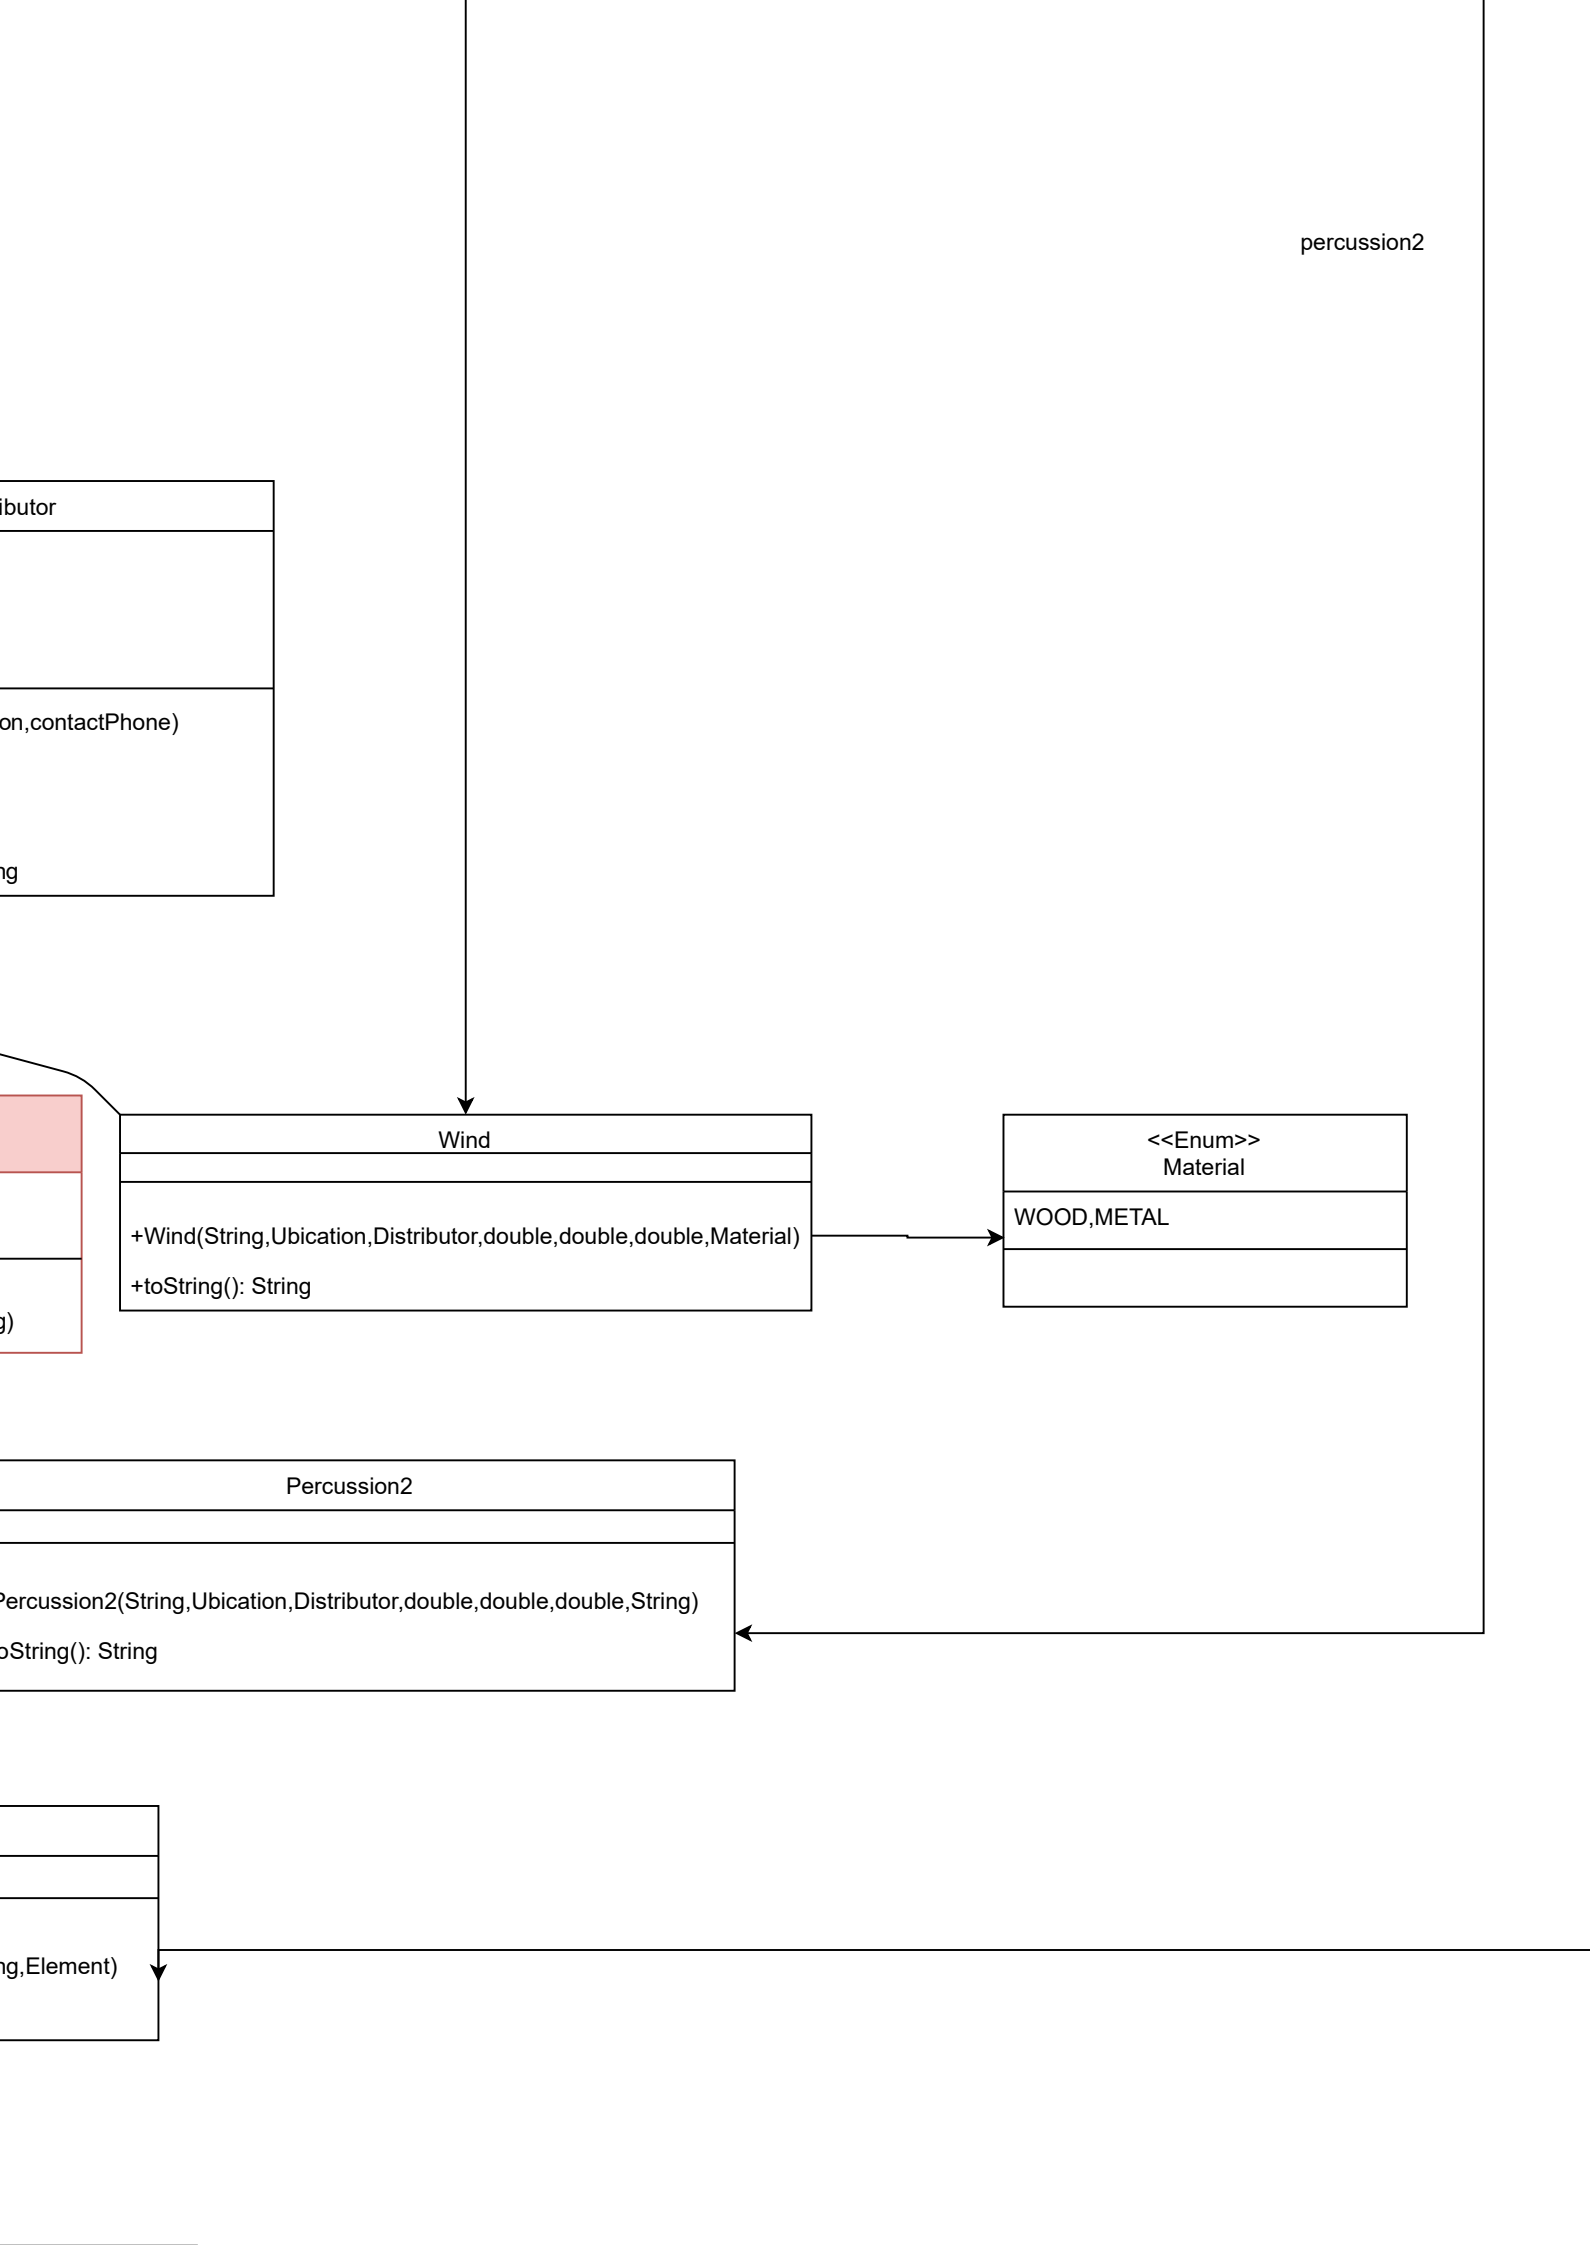 percussion2
ibutor
on,contactPhone)
ng
Wind
+Wind(String,Ubication,Distributor,double,double,double,Material)
+toString(): String
<<Enum>>
Material
WOOD,METAL
g)
Percussion2
Percussion2(String,Ubication,Distributor,double,double,double,String)
oString(): String
ng,Element)